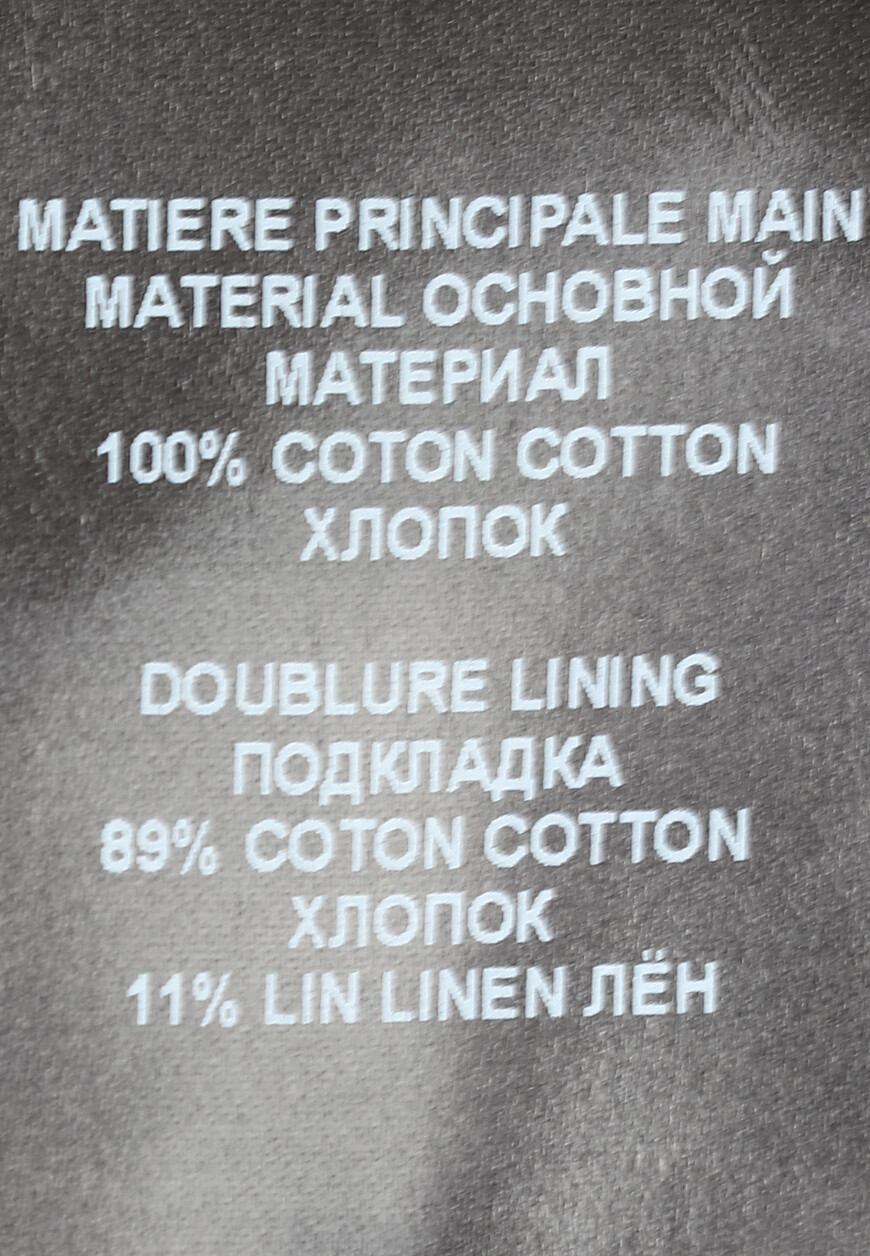 MATIERE PRINCIPALE MAIN
MATERIAL ОСНОВНОЙ
МАТЕРИАЛ
100% COTON COTTON
ХЛОПОК
DOUBLURE LINING
ПОДКЛАДКА
89% COTON COTTON
ХЛОПОК
11% LIN LINEN ЛЁН